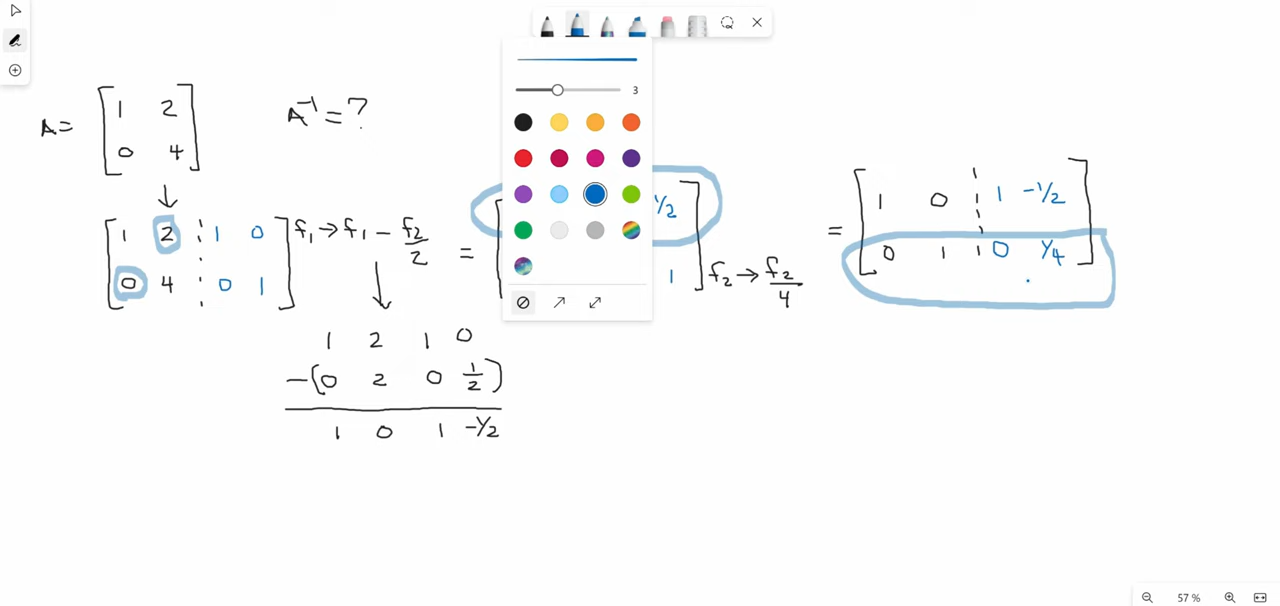 3
A = [ 1 2
0 4 ]
A⁻¹ = ?
[ 1 2 ¦ 1 0
0 4 ¦ 0 1 ]
f₁ → f₁ − f₂/2
= [ 1/2
1 ]
f₂ → f₂/4
= [ 1 0 ¦ 1 -1/2
0 1 ¦ 0 1/4 ]
1 2 1 0
−(0 2 0 1/2)
1 0 1 -1/2
57 %